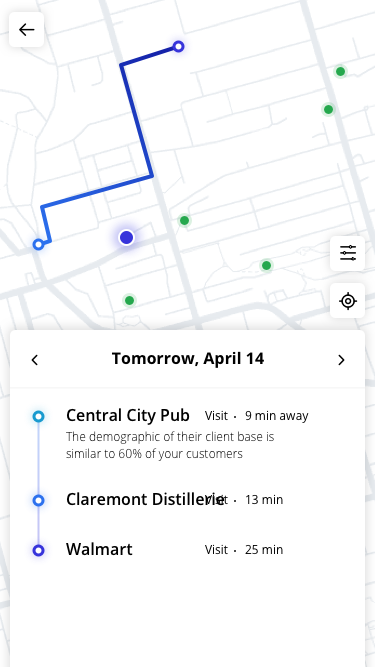 Tomorrow, April 14
Central City Pub Visit · 9 min away
The demographic of their client base is
similar to 60% of your customers
Claremont Distillerie Visit · 13 min
Walmart Visit · 25 min